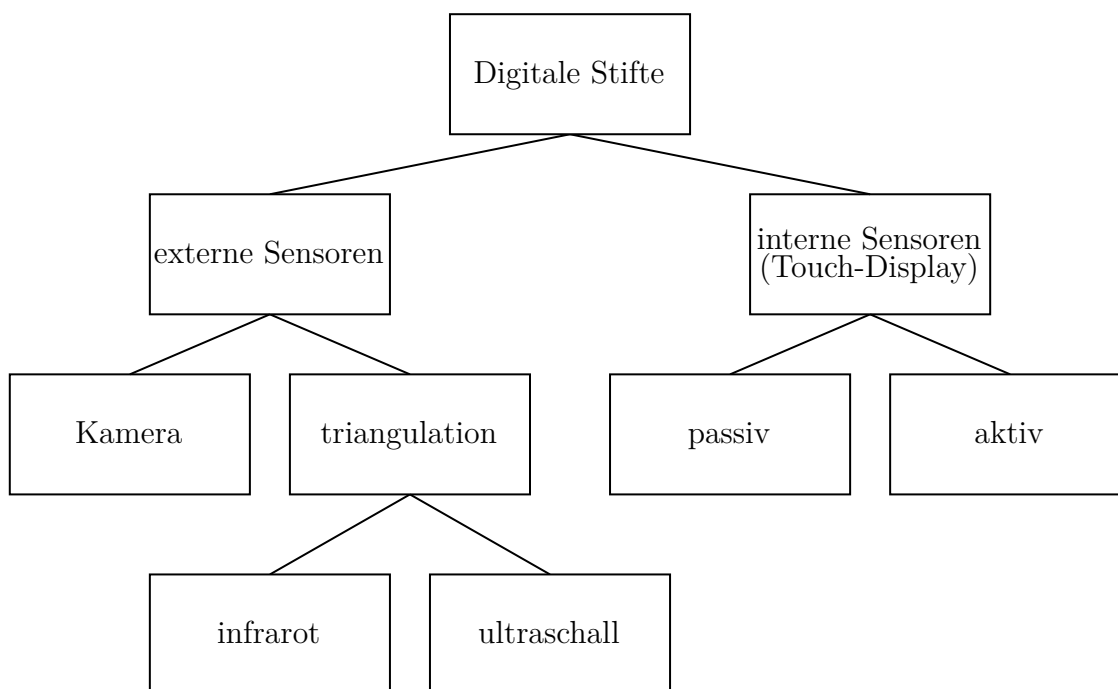 Digitale Stifte
externe Sensoren
interne Sensoren
(Touch-Display)
Kamera
triangulation
passiv
aktiv
infrarot
ultraschall